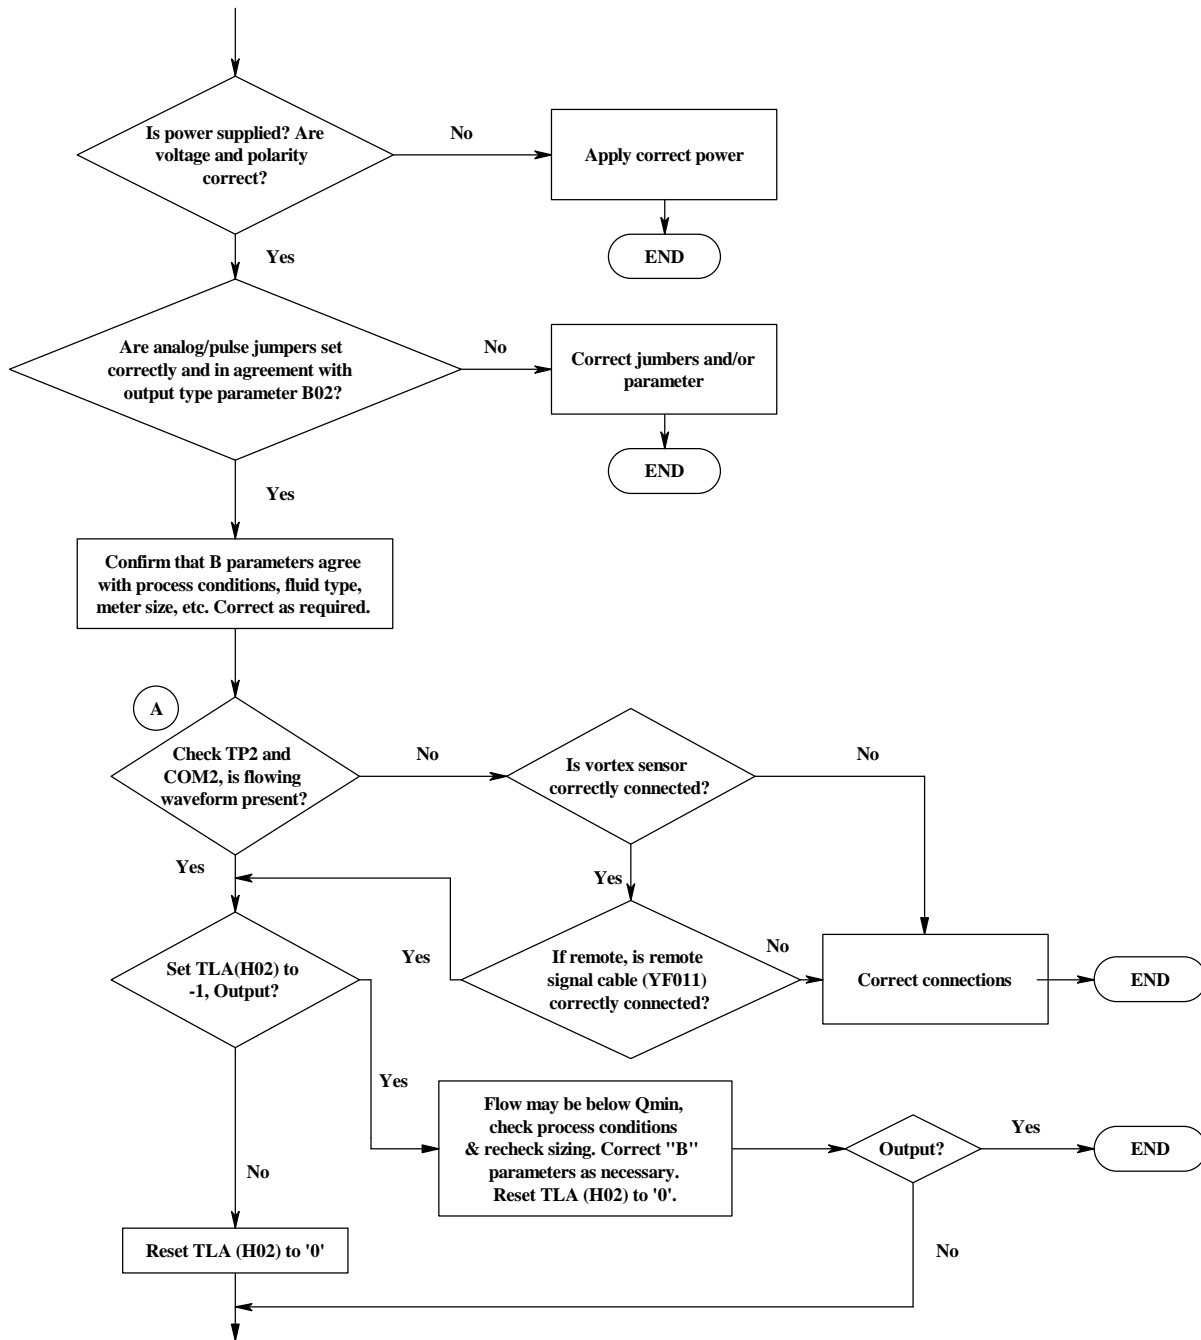 Is power supplied? Are
voltage and polarity
correct?
No
Apply correct power
END
Yes
Are analog/pulse jumpers set
correctly and in agreement with
output type parameter B02?
No
Correct jumbers and/or
parameter
END
Yes
Confirm that B parameters agree
with process conditions, fluid type,
meter size, etc. Correct as required.
A
Check TP2 and
COM2, is flowing
waveform present?
No
Is vortex sensor
correctly connected?
No
Yes
Yes
Set TLA(H02) to
-1, Output?
Yes
If remote, is remote
signal cable (YF011)
correctly connected?
No
Correct connections
END
Yes
Flow may be below Qmin,
check process conditions
& recheck sizing. Correct "B"
parameters as necessary.
Reset TLA (H02) to '0'.
Output?
Yes
END
No
Reset TLA (H02) to '0'
No